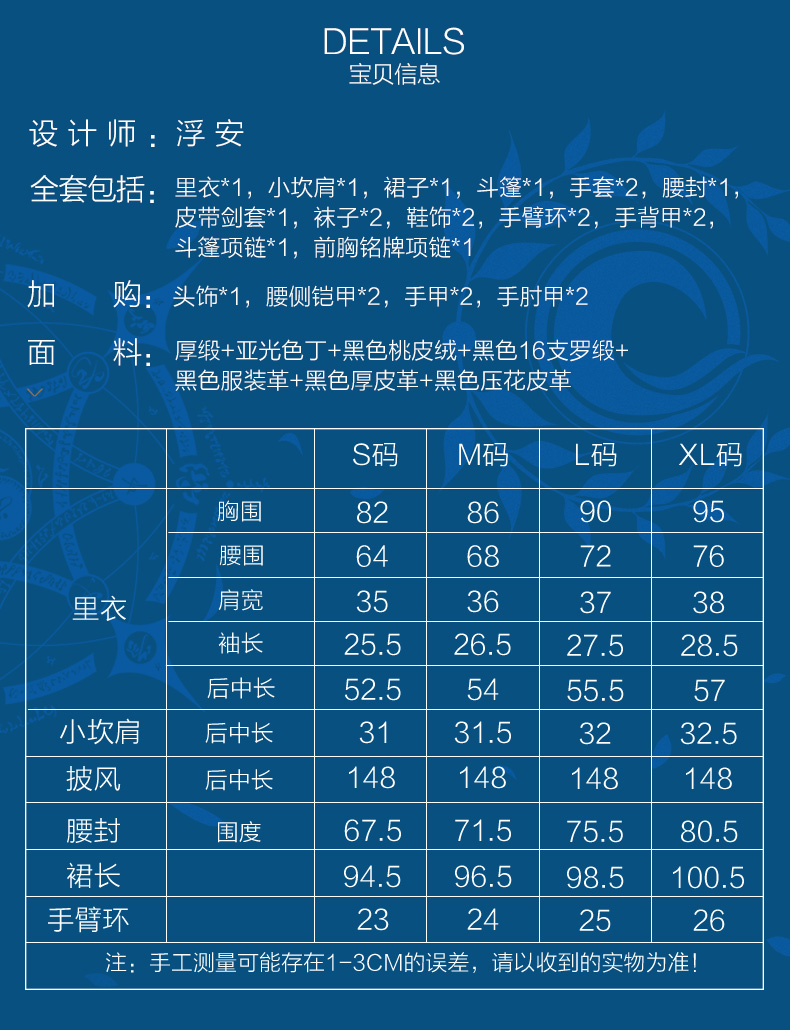 DETAILS
宝贝信息
设计师：浮安
全套包括：里衣*1，小坎肩*1，裙子*1，斗篷*1，手套*2，腰封*1，
皮带剑套*1，袜子*2，鞋饰*2，手臂环*2，手背甲*2，
斗篷项链*1，前胸铭牌项链*1
加购：头饰*1，腰侧铠甲*2，手甲*2，手肘甲*2
面料：厚缎+亚光色丁+黑色桃皮绒+黑色16支罗缎+
黑色服装革+黑色厚皮革+黑色压花皮革
S码 M码 L码 XL码
里衣 胸围 82 86 90 95
腰围 64 68 72 76
肩宽 35 36 37 38
袖长 25.5 26.5 27.5 28.5
后中长 52.5 54 55.5 57
小坎肩 后中长 31 31.5 32 32.5
披风 后中长 148 148 148 148
腰封 围度 67.5 71.5 75.5 80.5
裙长 94.5 96.5 98.5 100.5
手臂环 23 24 25 26
注：手工测量可能存在1-3CM的误差，请以收到的实物为准！